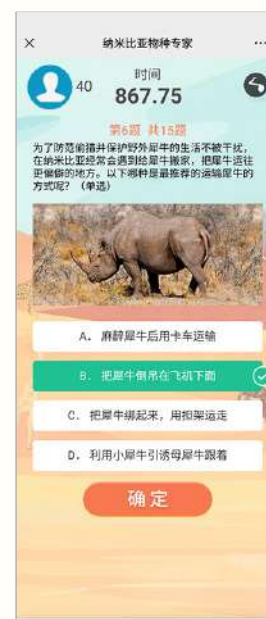 纳米比亚物种专家
40
时间
867.75
第6题 共15题
为了防范偷猎并保护野外犀牛的生活不被干扰，
在纳米比亚经常会遇到给犀牛搬家，把犀牛运往
更偏僻的地方。以下哪种是最推荐的运输犀牛的
方式呢？（单选）
A. 麻醉犀牛后用卡车运输
B. 把犀牛倒吊在飞机下面
C. 把犀牛绑起来，用担架运走
D. 利用小犀牛引诱母犀牛跟着
确定